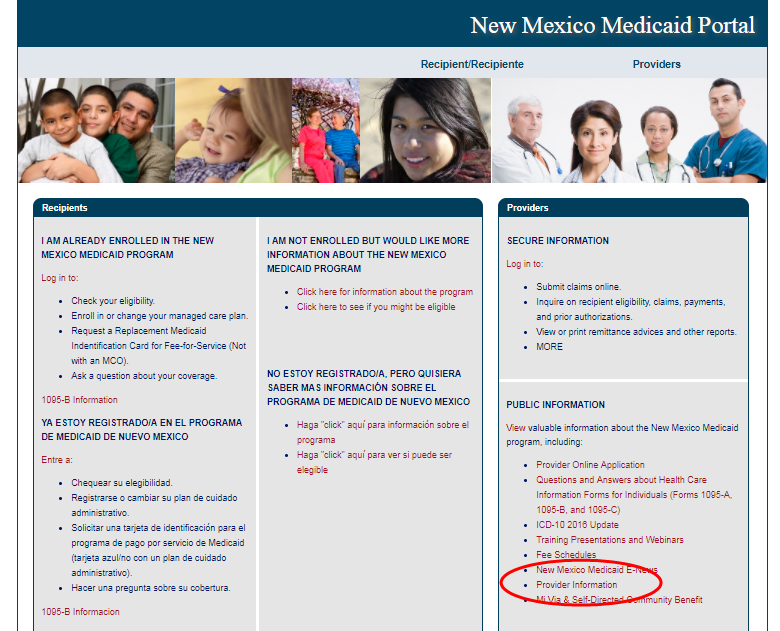 New Mexico Medicaid Portal
Recipient/Recipiente
Providers
Recipients
I AM ALREADY ENROLLED IN THE NEW
MEXICO MEDICAID PROGRAM
Log in to:
Check your eligibility.
Enroll in or change your managed care plan.
Request a Replacement Medicaid
Indentification Card for Fee-for-Service (Not
with an MCO).
Ask a question about your coverage.
1095-B Information
YA ESTOY REGISTRADO/A EN EL PROGRAMA
DE MEDICAID DE NUEVO MEXICO
Entre a:
Chequear su elegibilidad.
Registrarse o cambiar su plan de cuidado
administrativo.
Solicitar una tarjeta de identificación para el
programa de pago por servicio de Medicaid
(tarjeta azul/no con un plan de cuidado
administrativo).
Hacer una pregunta sobre su cobertura.
1095-B Informacion
I AM NOT ENROLLED BUT WOULD LIKE MORE
INFORMATION ABOUT THE NEW MEXICO
MEDICAID PROGRAM
Click here for information about the program
Click here to see if you might be eligible
NO ESTOY REGISTRADO/A, PERO QUISIERA
SABER MAS INFORMACIÓN SOBRE EL
PROGRAMA DE MEDICAID DE NUEVO MEXICO
Haga "click" aquí para información sobre el
programa
Haga "click" aquí para ver si puede ser
elegible
Providers
SECURE INFORMATION
Log in to:
Submit claims online.
Inquire on recipient eligibility, claims, payments,
and prior authorizations.
View or print remittance advices and other reports.
MORE
PUBLIC INFORMATION
View valuable information about the New Mexico Medicaid
program, including:
Provider Online Application
Questions and Answers about Health Care
Information Forms for Individuals (Forms 1095-A,
1095-B, and 1095-C)
ICD-10 2016 Update
Training Presentations and Webinars
Fee Schedules
New Mexico Medicaid E-News
Provider Information
Mi Via & Self-Directed Community Benefit